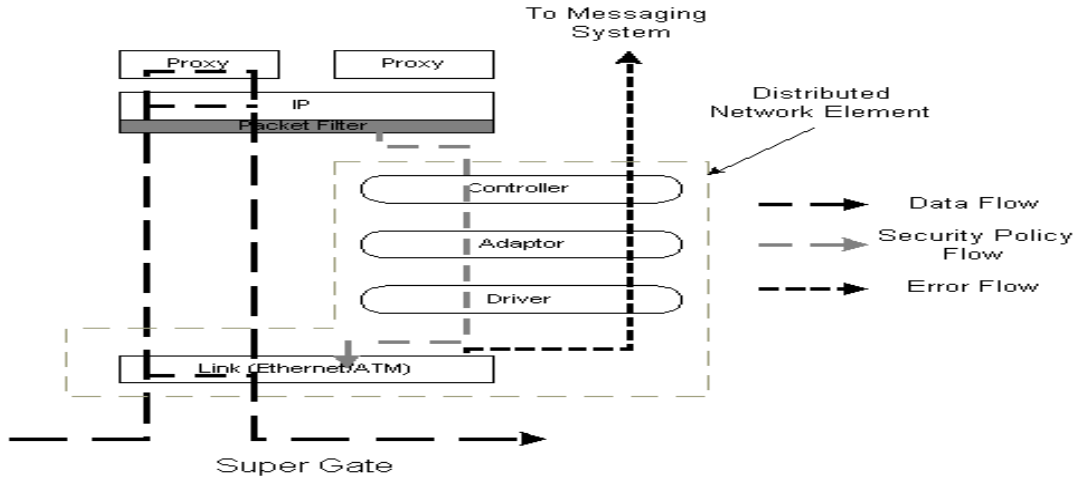 To Messaging
System
Proxy
Proxy
IP
Packet Filter
Distributed
Network Element
Controller
Adaptor
Driver
Link (Ethernet/ATM)
Data Flow
Security Policy
Flow
Error Flow
Super Gate